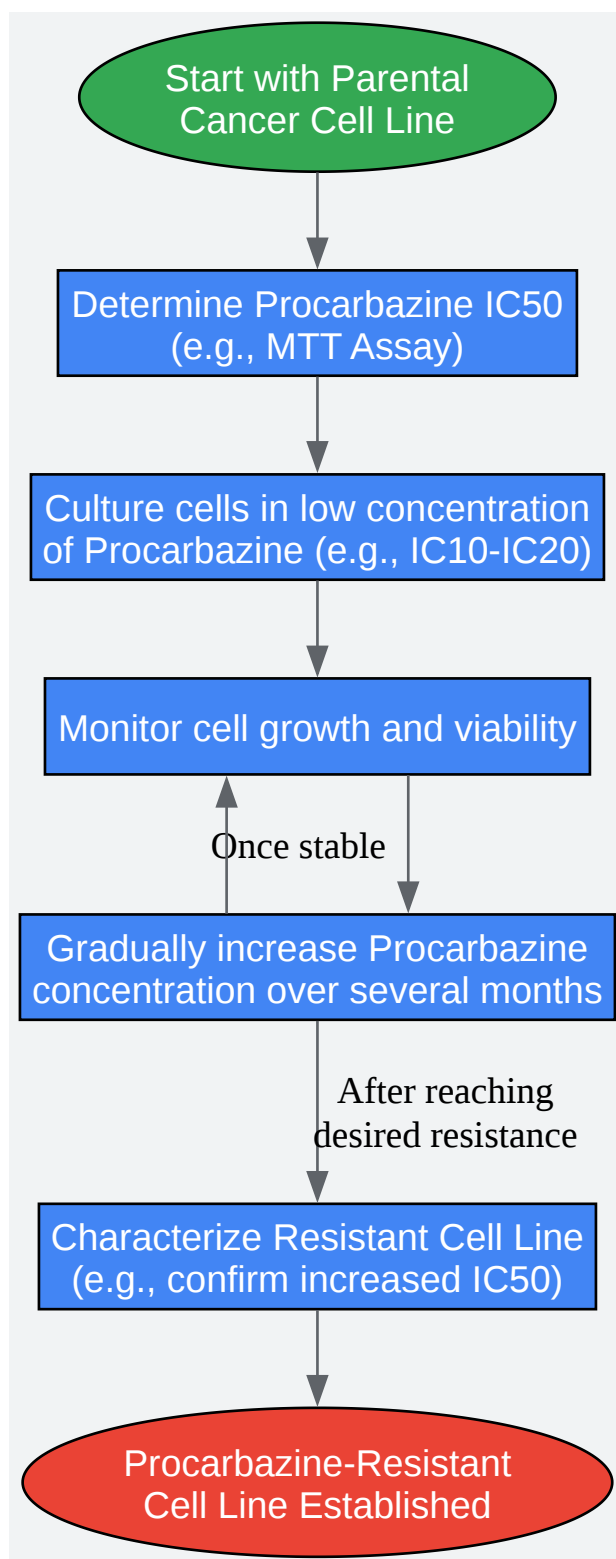 Start with Parental
Cancer Cell Line
Determine Procarbazine IC50
(e.g., MTT Assay)
Culture cells in low concentration
of Procarbazine (e.g., IC10-IC20)
Monitor cell growth and viability
Once stable
Gradually increase Procarbazine
concentration over several months
After reaching
desired resistance
Characterize Resistant Cell Line
(e.g., confirm increased IC50)
Procarbazine-Resistant
Cell Line Established